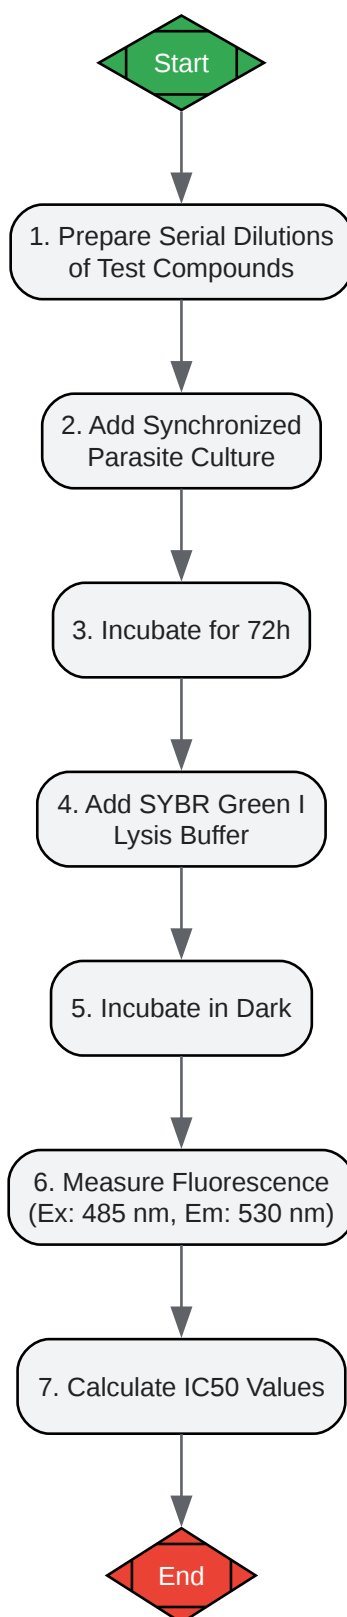 Start
1. Prepare Serial Dilutions
of Test Compounds
2. Add Synchronized
Parasite Culture
3. Incubate for 72h
4. Add SYBR Green I
Lysis Buffer
5. Incubate in Dark
6. Measure Fluorescence
(Ex: 485 nm, Em: 530 nm)
7. Calculate IC50 Values
End